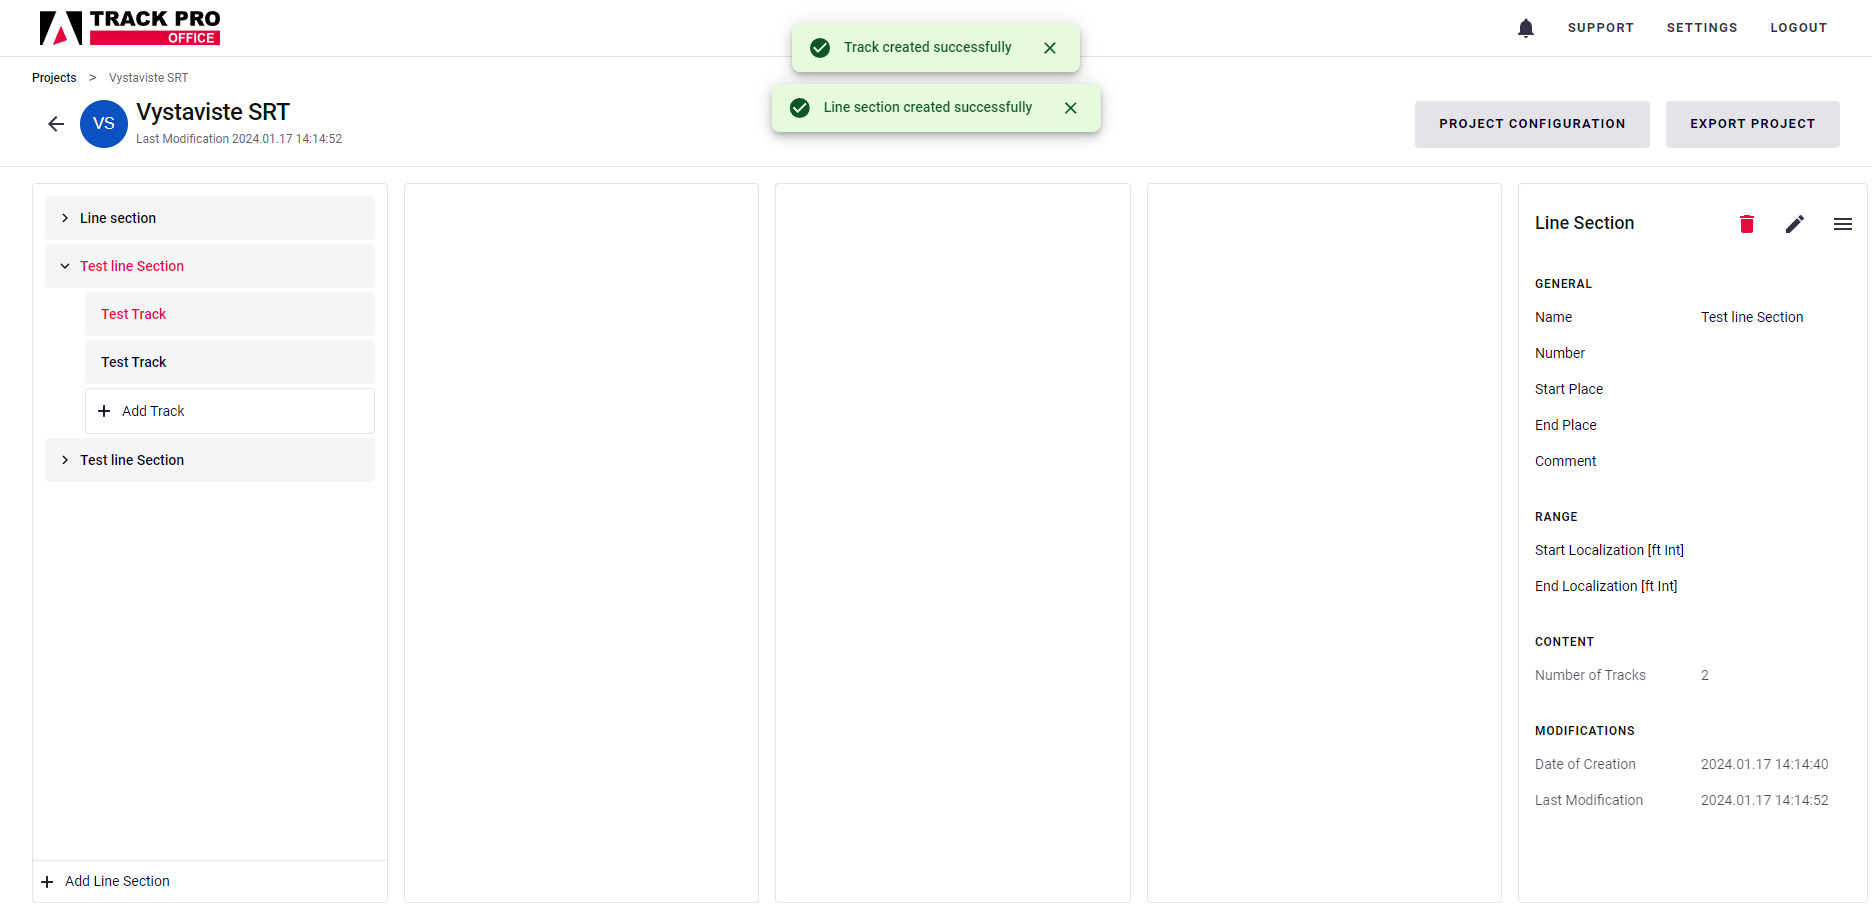 TRACK PRO
OFFICE
Track created successfully
Line section created successfully
SUPPORT
SETTINGS
LOGOUT
Projects > Vystaviste SRT
VS
Vystaviste SRT
Last Modification 2024.01.17 14:14:52
PROJECT CONFIGURATION
EXPORT PROJECT
Line section
Test line Section
Test Track
Test Track
Add Track
Test line Section
Add Line Section
Line Section
GENERAL
Name Test line Section
Number
Start Place
End Place
Comment
RANGE
Start Localization [ft Int]
End Localization [ft Int]
CONTENT
Number of Tracks 2
MODIFICATIONS
Date of Creation 2024.01.17 14:14:40
Last Modification 2024.01.17 14:14:52